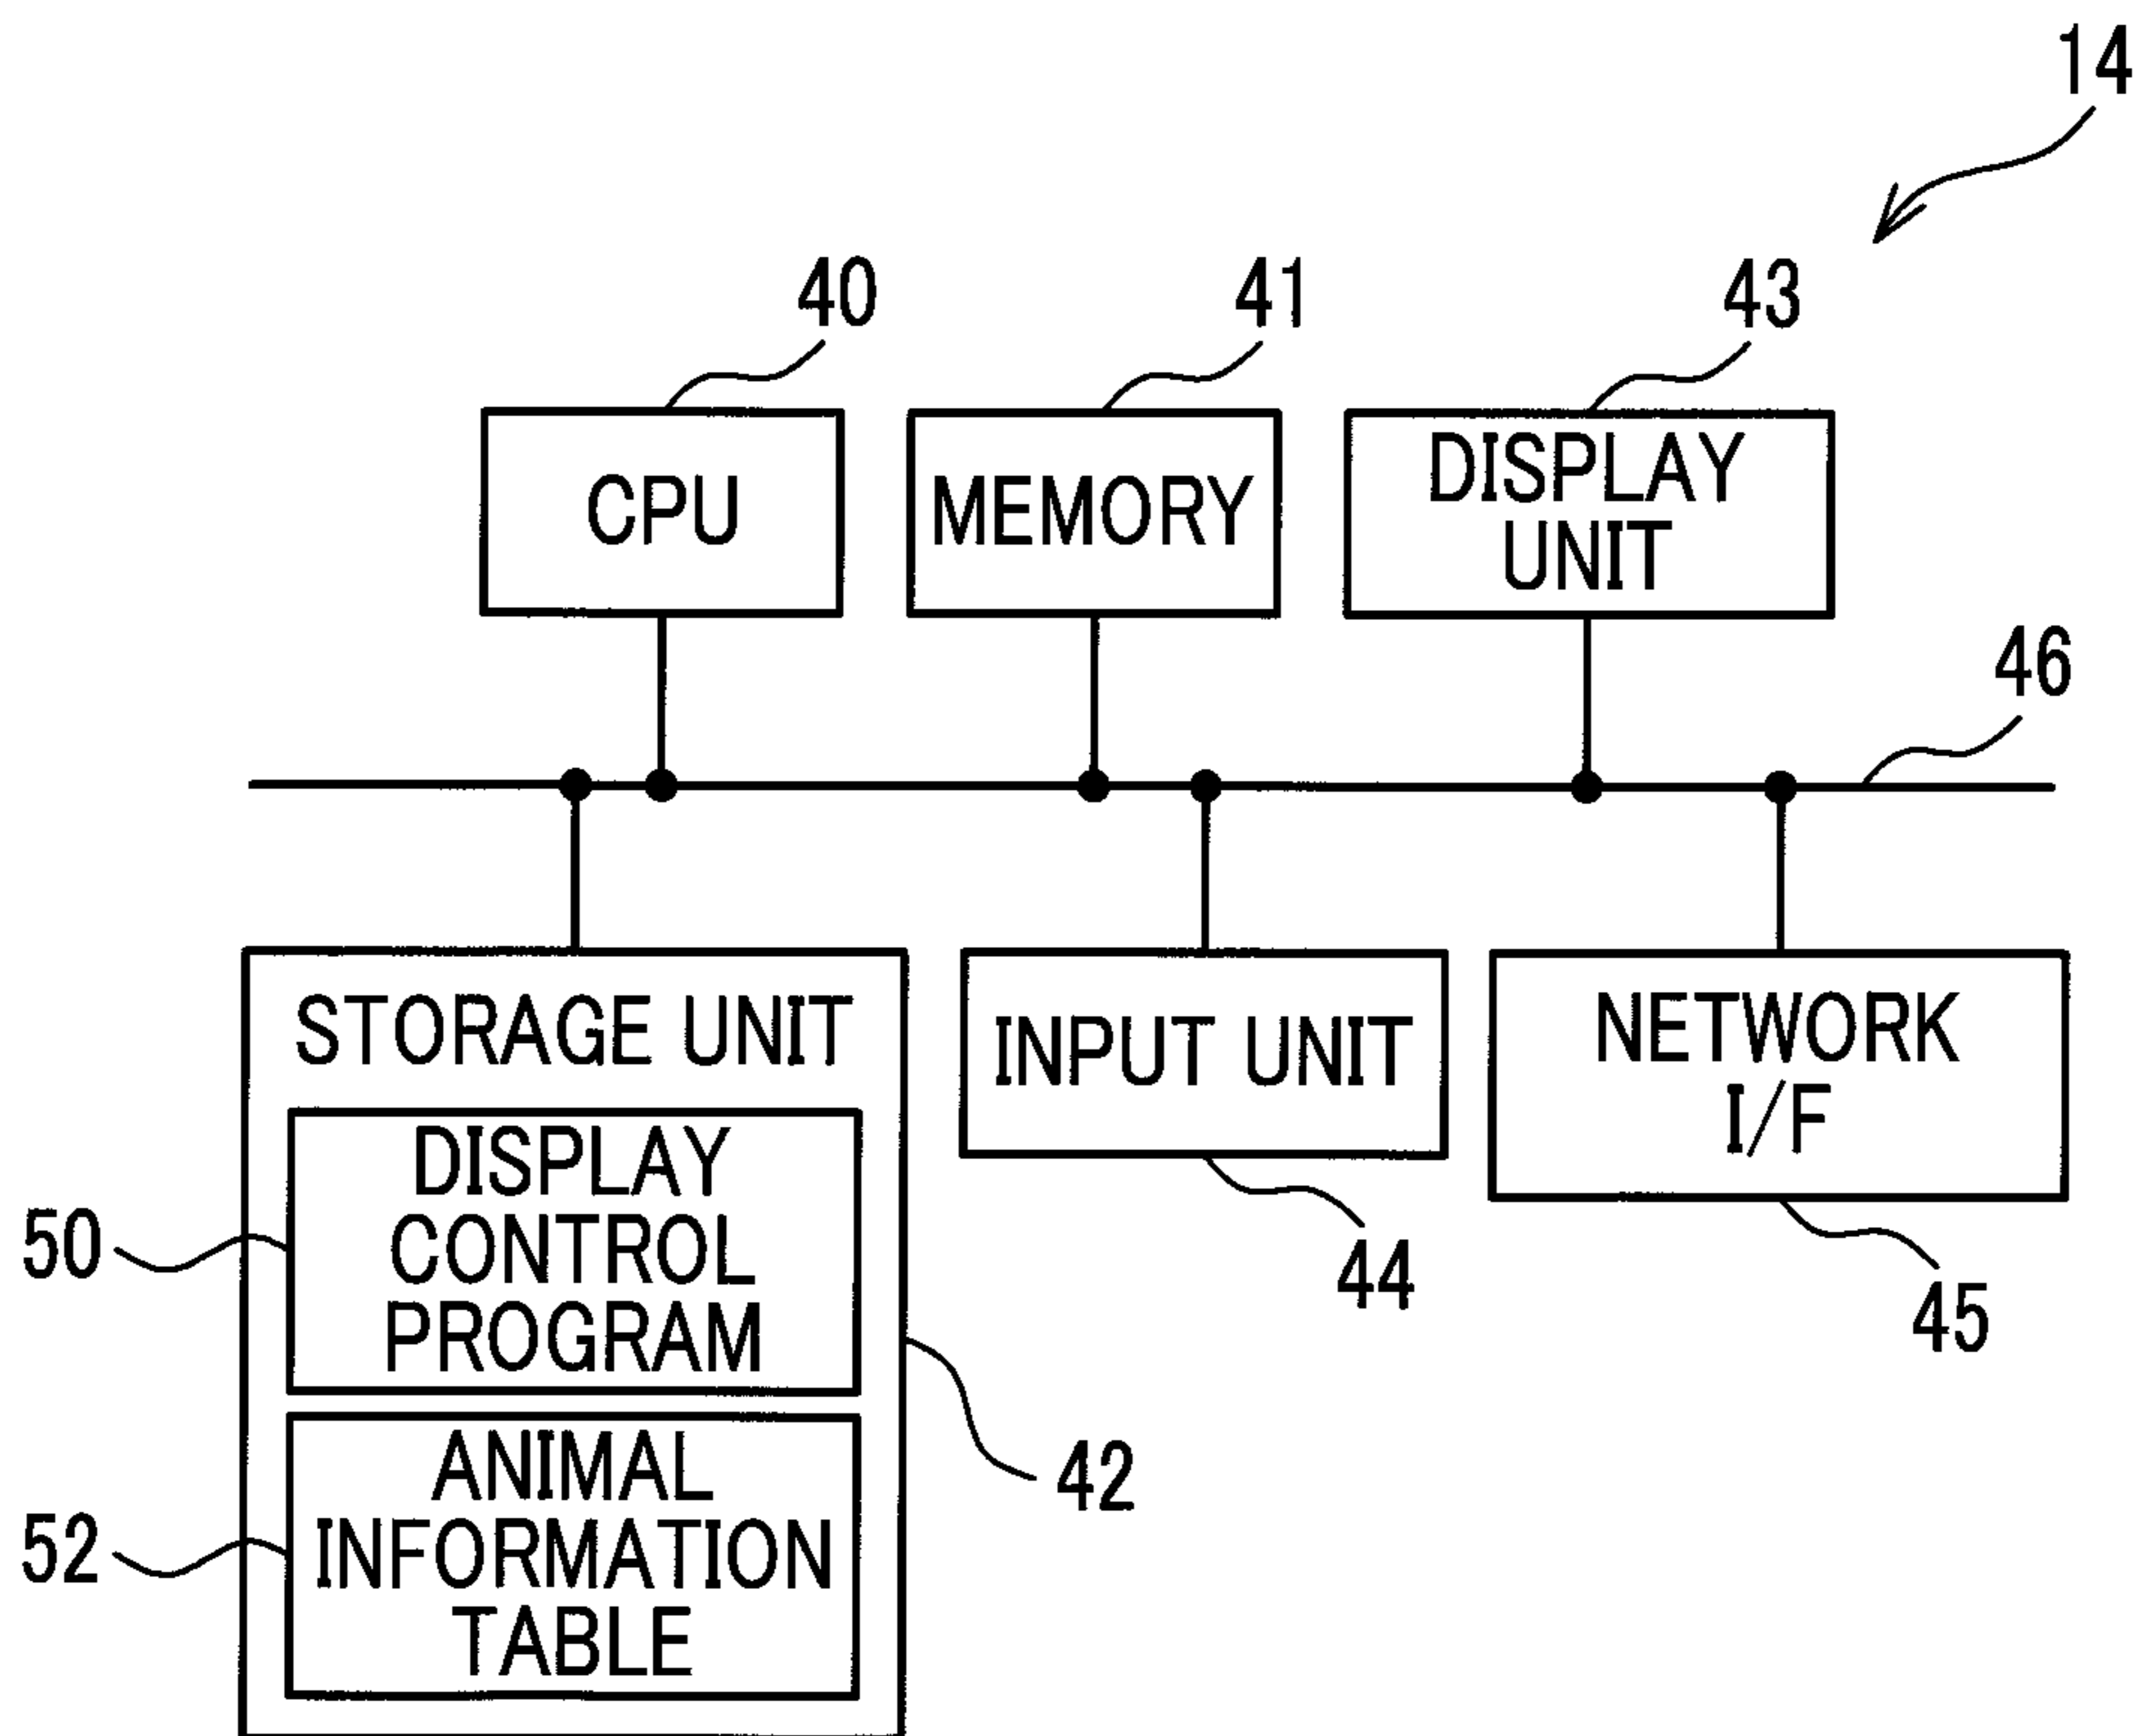 14
40
41
43
CPU
MEMORY
DISPLAY
UNIT
46
STORAGE UNIT
DISPLAY
CONTROL
PROGRAM
ANIMAL
INFORMATION
TABLE
50
52
42
INPUT UNIT
44
NETWORK
I/F
45